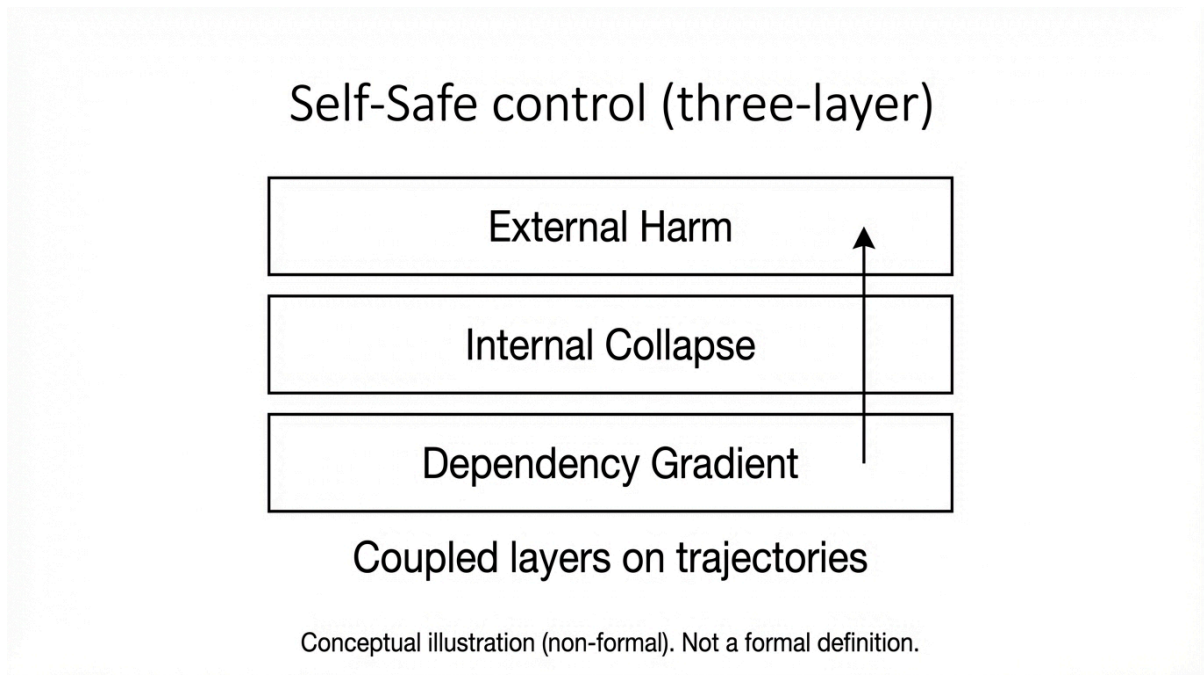 Self-Safe control (three-layer)
External Harm
Internal Collapse
Dependency Gradient
Coupled layers on trajectories
Conceptual illustration (non-formal). Not a formal definition.